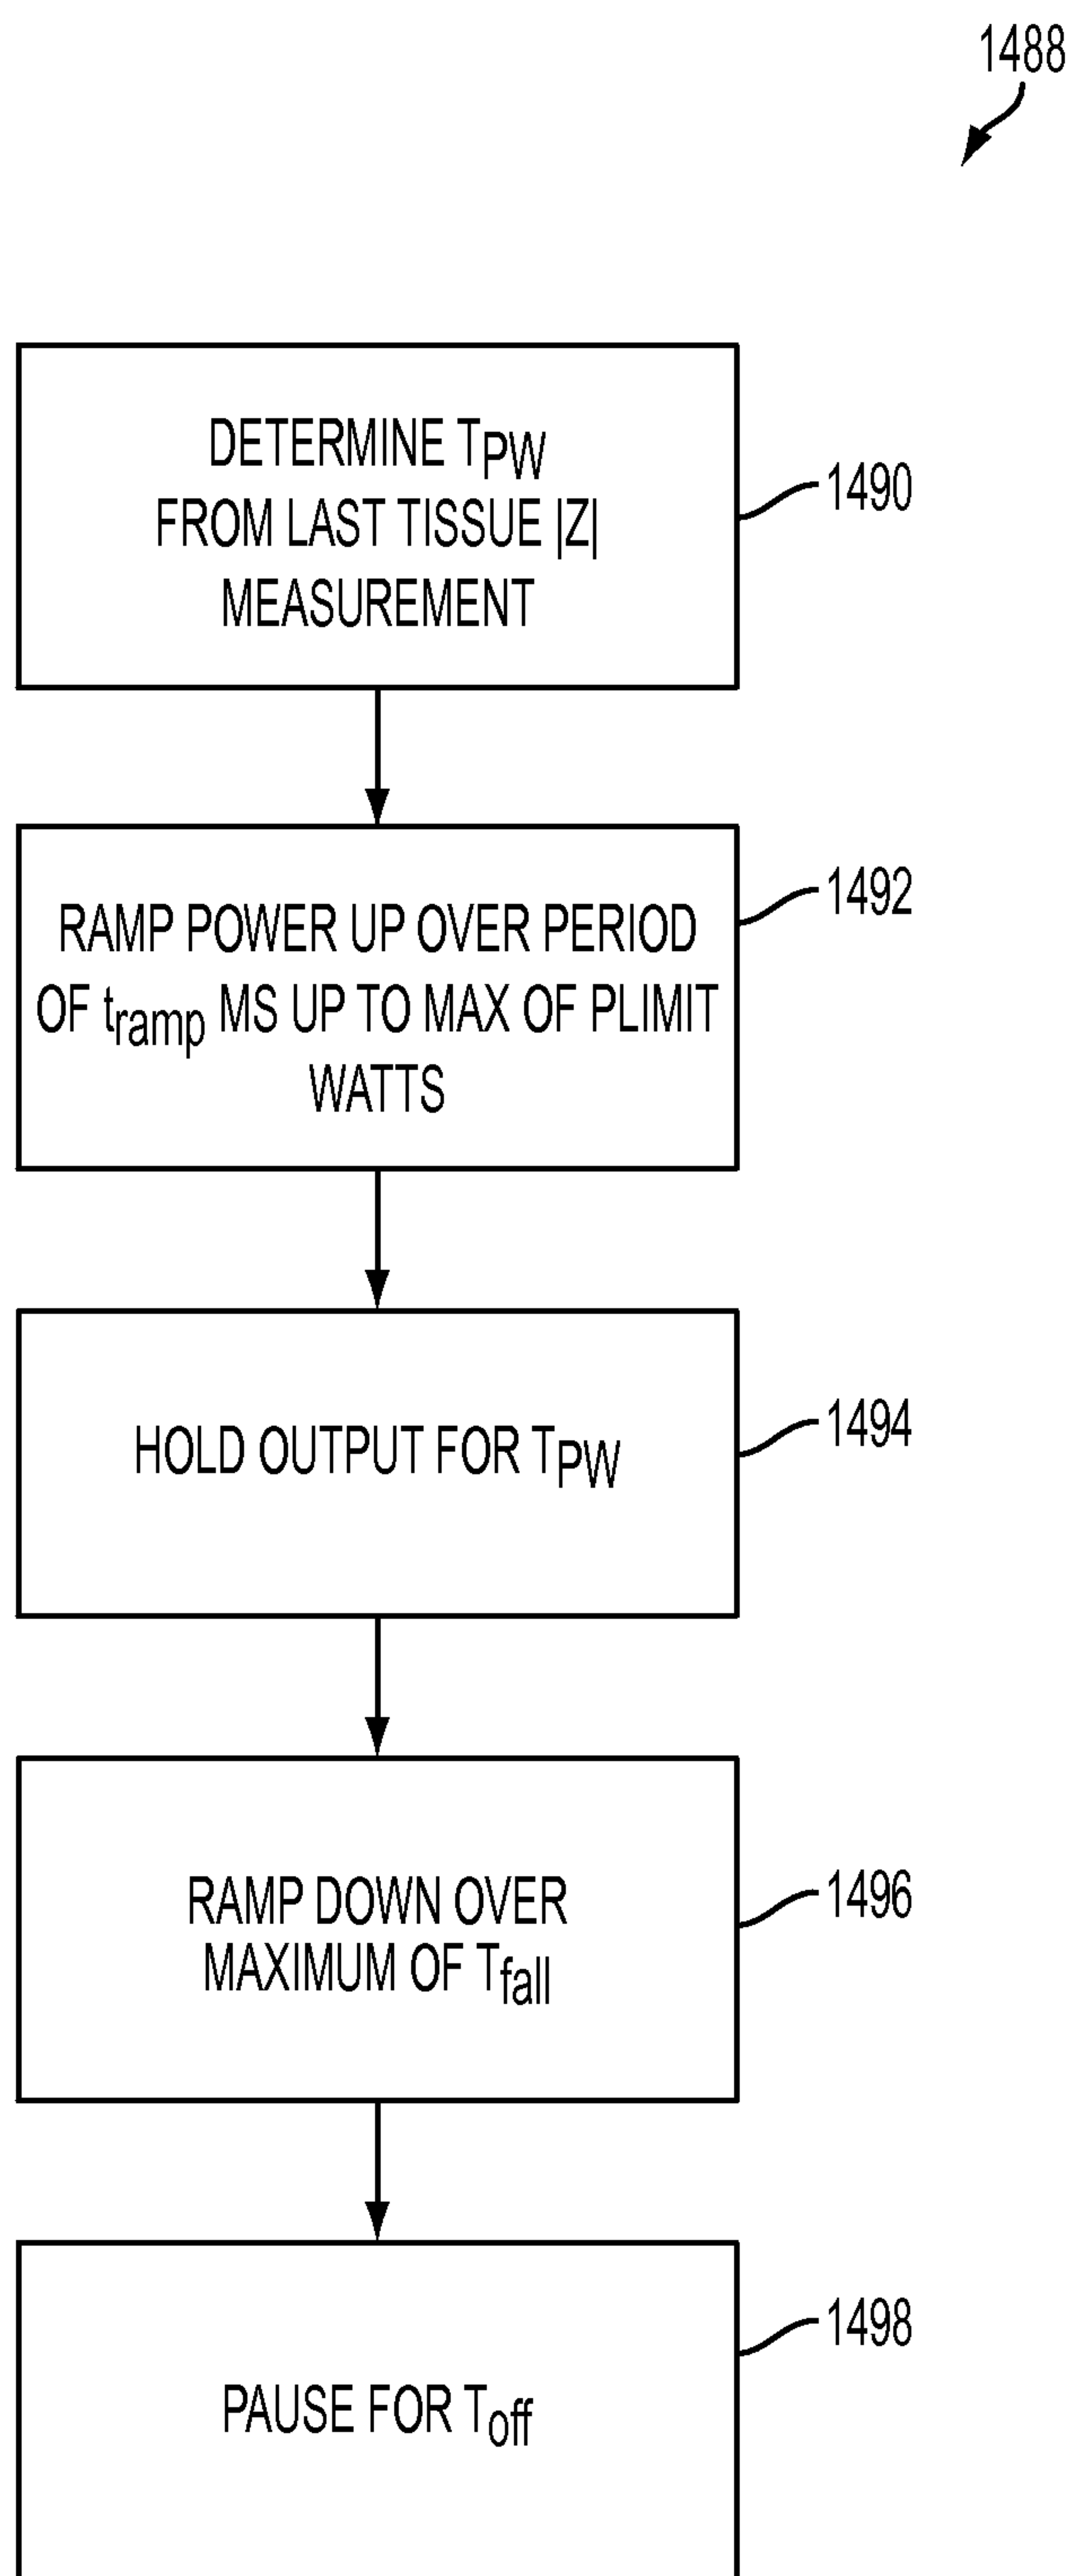 1488
DETERMINE TPW
FROM LAST TISSUE |Z|
MEASUREMENT
1490
RAMP POWER UP OVER PERIOD
OF tramp MS UP TO MAX OF PLIMIT
WATTS
1492
HOLD OUTPUT FOR TPW
1494
RAMP DOWN OVER
MAXIMUM OF Tfall
1496
PAUSE FOR Toff
1498